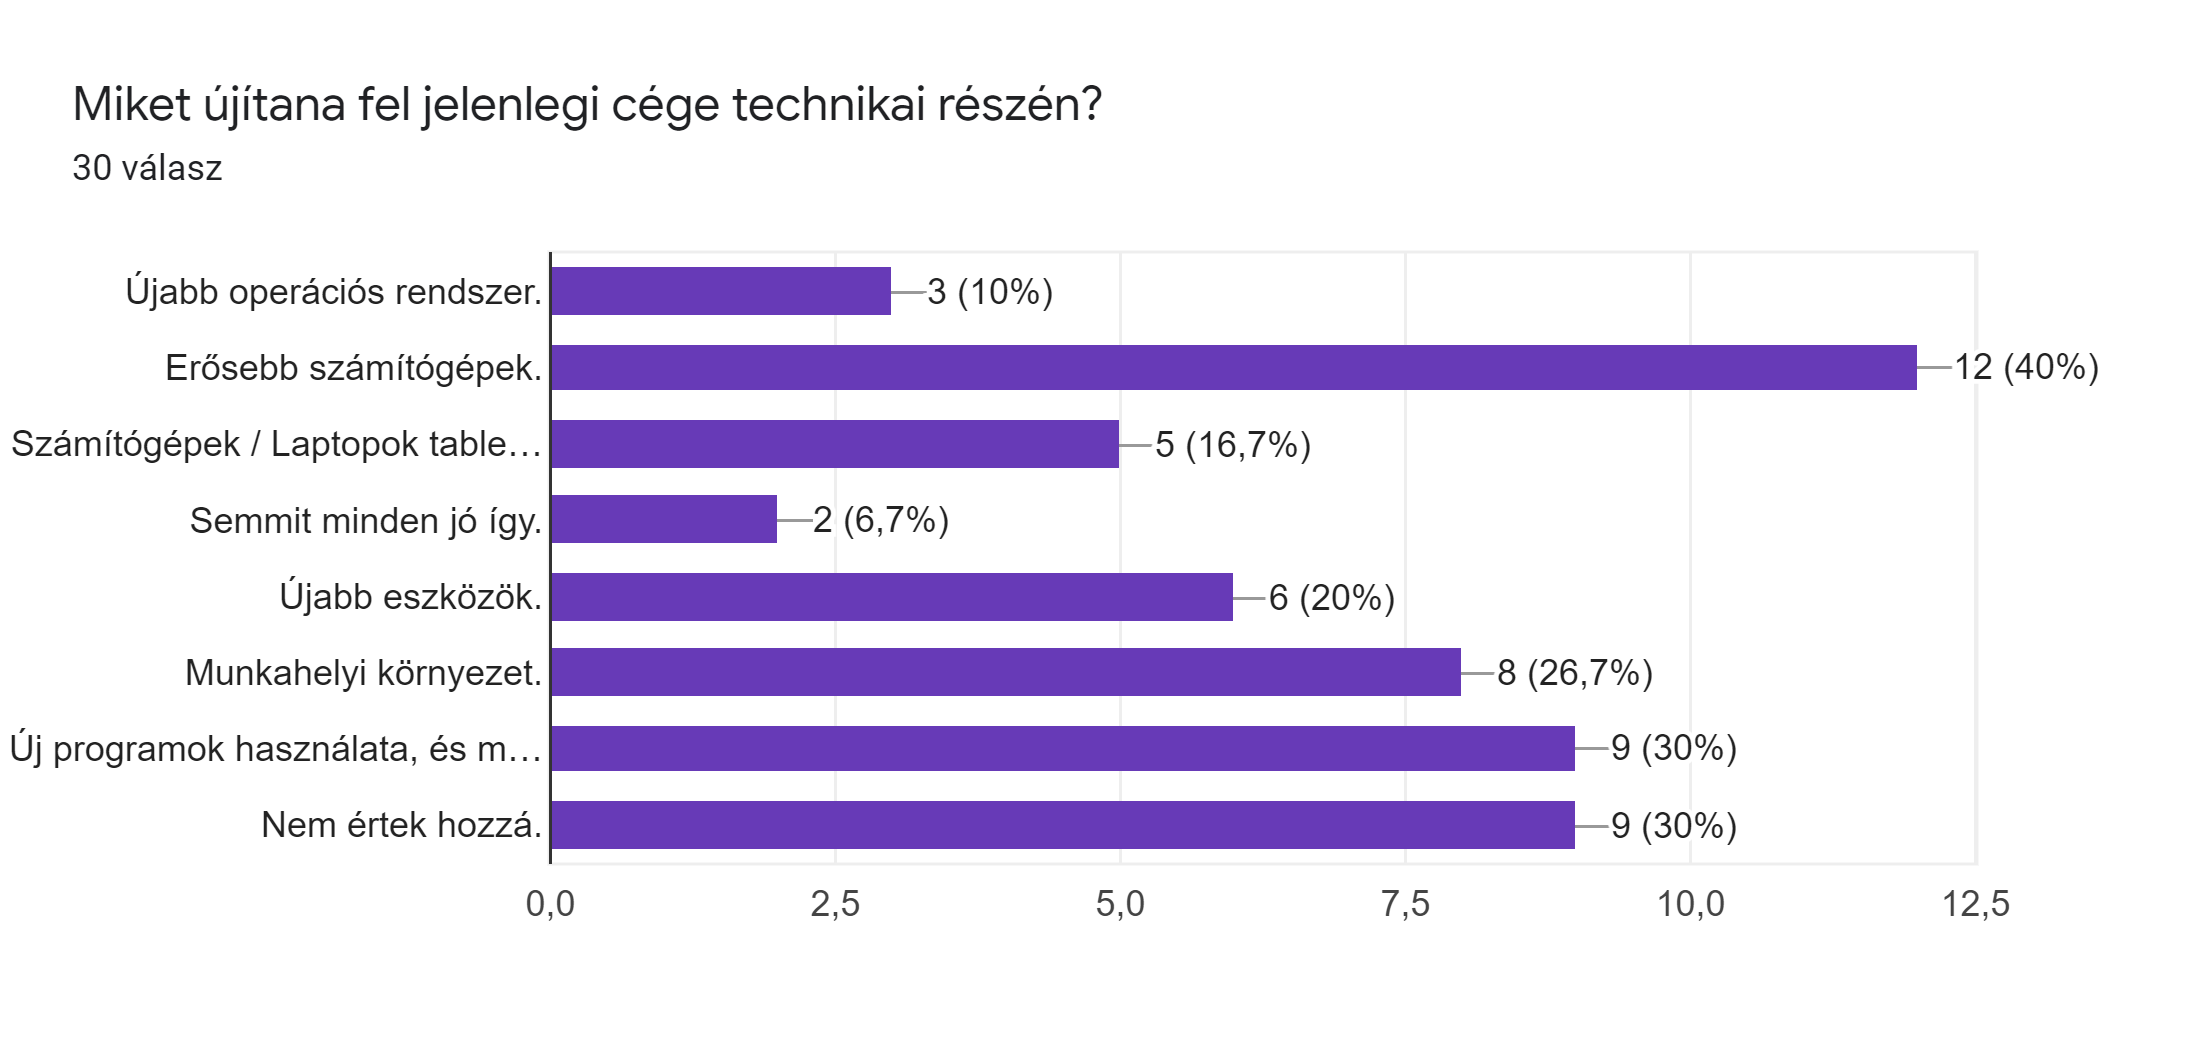 Miket újítana fel jelenlegi cége technikai részén?
30 válasz
Újabb operációs rendszer. 3 (10%)
Erősebb számítógépek. 12 (40%)
Számítógépek / Laptopok table… 5 (16,7%)
Semmit minden jó így. 2 (6,7%)
Újabb eszközök. 6 (20%)
Munkahelyi környezet. 8 (26,7%)
Új programok használata, és m… 9 (30%)
Nem értek hozzá. 9 (30%)
0,0 2,5 5,0 7,5 10,0 12,5